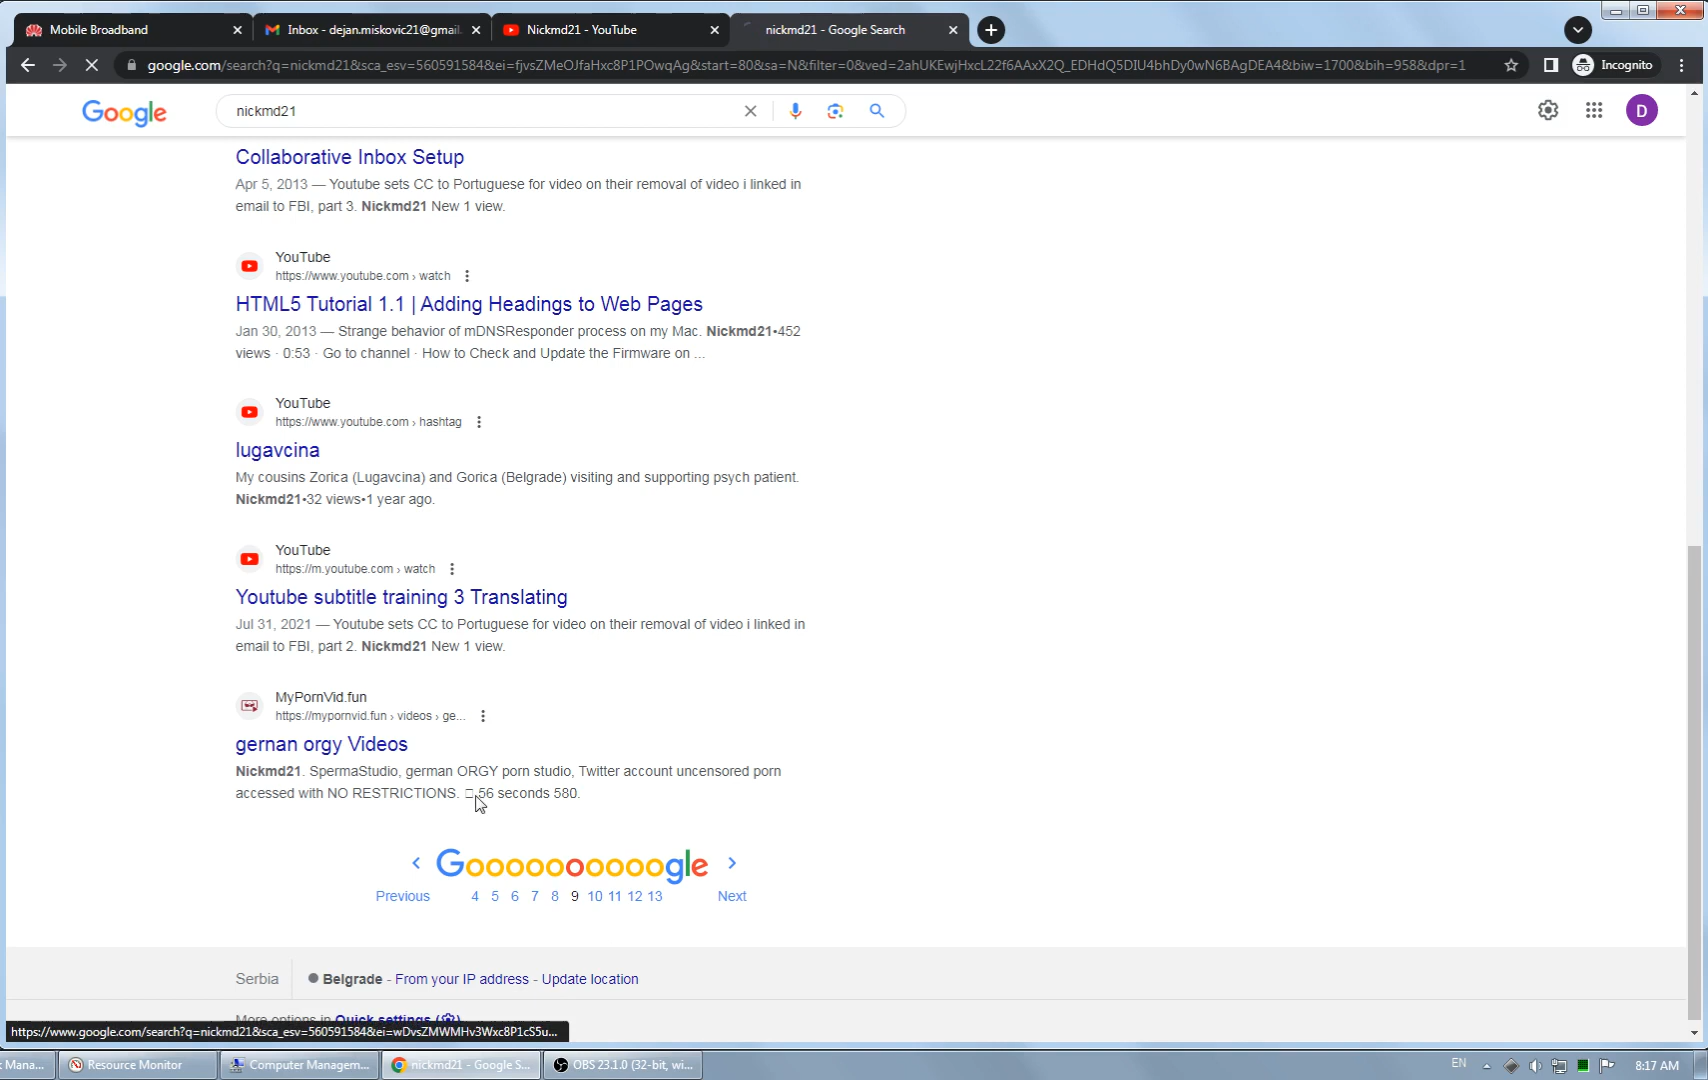 Mobile Broadband
Inbox - dejan.miskovic21@gmail.
Nickmd21 - YouTube
nickmd21 - Google Search
google.com/search?q=nickmd21&sca_esv=560591584&ei=fjvsZMeOJfaHxc8P1POwqAg&start=80&sa=N&filter=0&ved=2ahUKEwjHxcL22f6AAxX2Q_EDHdQ5DIU4bhDy0wN6BAgDEA4&biw=1700&bih=958&dpr=1
Incognito
Google
nickmd21
D
Collaborative Inbox Setup
Apr 5, 2013 — Youtube sets CC to Portuguese for video on their removal of video i linked in
email to FBI, part 3. Nickmd21 New 1 view.
YouTube
https://www.youtube.com › watch
HTML5 Tutorial 1.1 | Adding Headings to Web Pages
Jan 30, 2013 — Strange behavior of mDNSResponder process on my Mac. Nickmd21•452
views · 0:53 · Go to channel · How to Check and Update the Firmware on ...
YouTube
https://www.youtube.com › hashtag
lugavcina
My cousins Zorica (Lugavcina) and Gorica (Belgrade) visiting and supporting psych patient.
Nickmd21•32 views•1 year ago.
YouTube
https://m.youtube.com › watch
Youtube subtitle training 3 Translating
Jul 31, 2021 — Youtube sets CC to Portuguese for video on their removal of video i linked in
email to FBI, part 2. Nickmd21 New 1 view.
MyPornVid.fun
https://mypornvid.fun › videos › ge...
gernan orgy Videos
Nickmd21. SpermaStudio, german ORGY porn studio, Twitter account uncensored porn
accessed with NO RESTRICTIONS. 56 seconds 580.
Goooooooooogle
Previous 4 5 6 7 8 9 10 11 12 13 Next
Serbia
Belgrade - From your IP address - Update location
More options in Quick settings
https://www.google.com/search?q=nickmd21&sca_esv=560591584&ei=wDvsZMWMHv3Wxc8P1cS5u...
Mana...
Resource Monitor
Computer Managem...
nickmd21 - Google S...
OBS 23.1.0 (32-bit, wi...
EN
8:17 AM